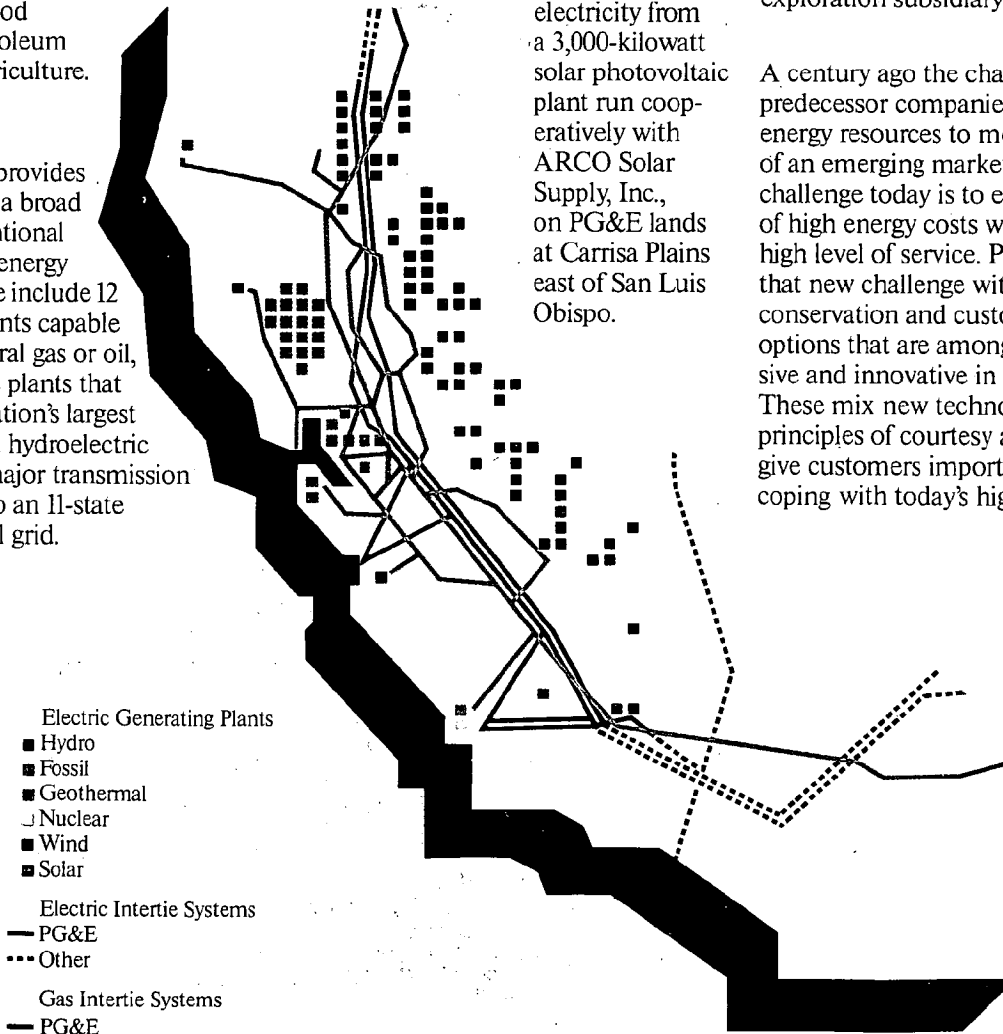 od
oleum
riculture.
provides
a broad
tional
energy
e include 12
nts capable
ral gas or oil,
plants that
ation's largest
hydroelectric
major transmission
o an 11-state
l grid.
electricity from
a 3,000-kilowatt
solar photovoltaic
plant run coop-
eratively with
ARCO Solar
Supply, Inc.,
on PG&E lands
at Carrisa Plains
east of San Luis
Obispo.
exploration subsidiary
A century ago the cha
predecessor companie
energy resources to m
of an emerging market
challenge today is to e
of high energy costs w
high level of service. P
that new challenge wit
conservation and custo
options that are among
sive and innovative in
These mix new techno
principles of courtesy a
give customers import
coping with today's hig
Electric Generating Plants
Hydro
Fossil
Geothermal
Nuclear
Wind
Solar
Electric Intertie Systems
PG&E
Other
Gas Intertie Systems
PG&E